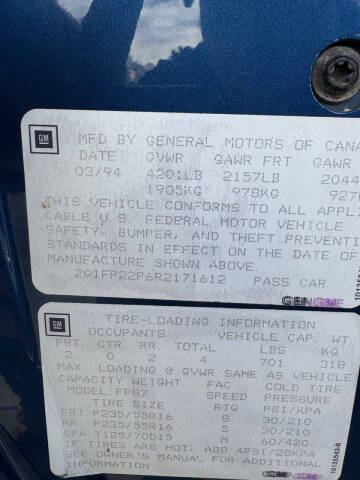 GM
MFD BY GENERAL MOTORS OF CANA
DATE GVWR GAWR FRT GAWR
03/94 4201LB 2157LB 2044
1905KG 978KG 927
THIS VEHICLE CONFORMS TO ALL APPLI
CABLE U.S. FEDERAL MOTOR VEHICLE
SAFETY, BUMPER, AND THEFT PREVENTI
STANDARDS IN EFFECT ON THE DATE OF
MANUFACTURE SHOWN ABOVE.
2G1FP22P6R2171612 PASS CAR
GM
TIRE-LOADING INFORMATION
OCCUPANTS VEHICLE CAP. WT
FRT CTR RR TOTAL LBS KG
2 0 2 4 701 318
MAX. LOADING @ GVWR SAME AS VEHICLE
CAPACITY WEIGHT FAC COLD TIRE
MODEL: FP87 SPEED PRESSURE
TIRE SIZE RTG PSI/KPA
FRT P235/55R16 S 30/210
RR P235/55R16 S 30/210
SPA T125/70D15 M 60/420
IF TIRES ARE HOT, ADD 4PSI/28KPA
SEE OWNER'S MANUAL FOR ADDITIONAL
INFORMATION